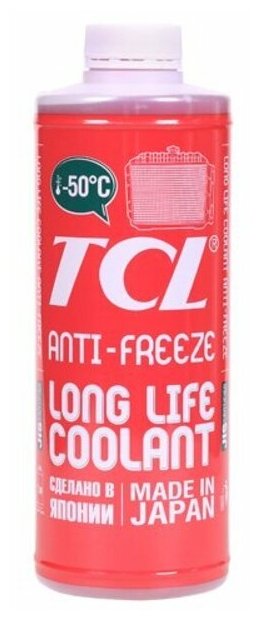 -50°C
TCL®
ANTI-FREEZE
LONG LIFE
COOLANT
СДЕЛАНО В
ЯПОНИИ
MADE IN
JAPAN